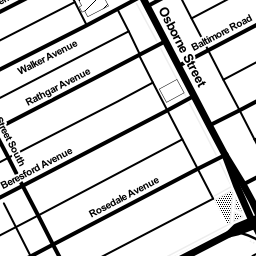 Osborne Street
Baltimore Road
Walker Avenue
Rathgar Avenue
Street South
Beresford Avenue
Rosedale Avenue